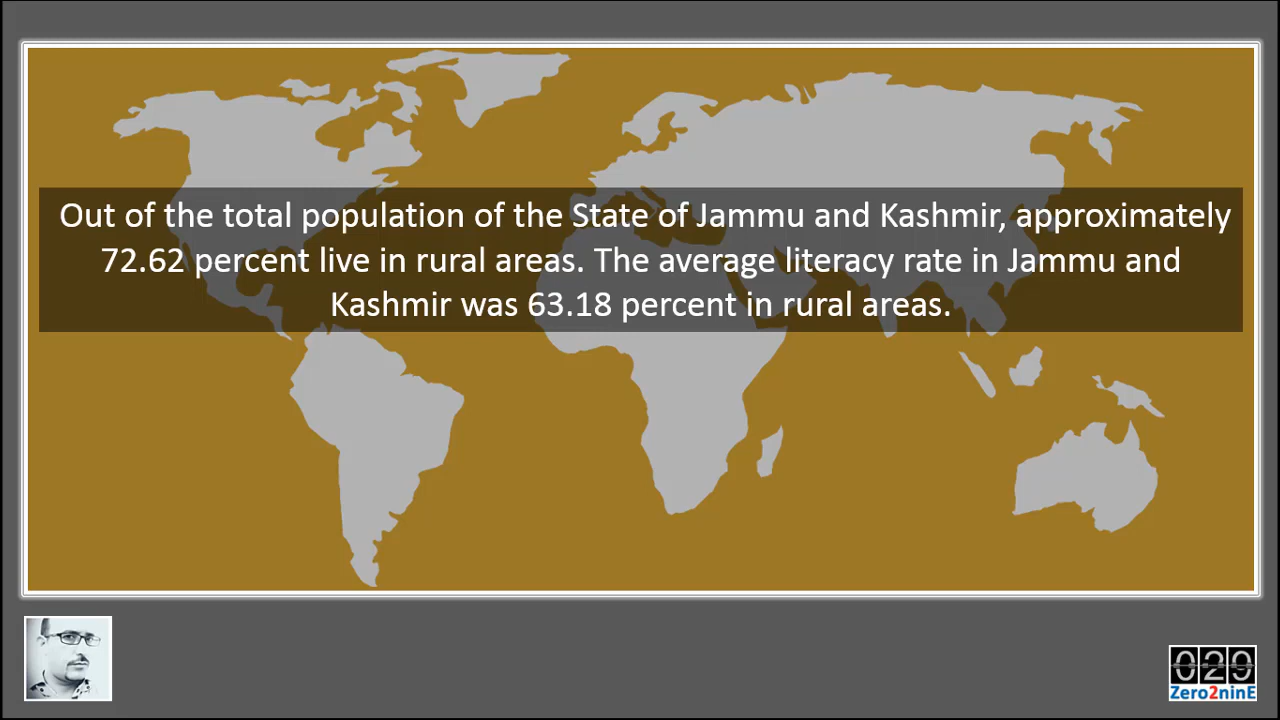 Out of the total population of the State of Jammu and Kashmir, approximately
72.62 percent live in rural areas. The average literacy rate in Jammu and
Kashmir was 63.18 percent in rural areas.
029
Zero2ninE